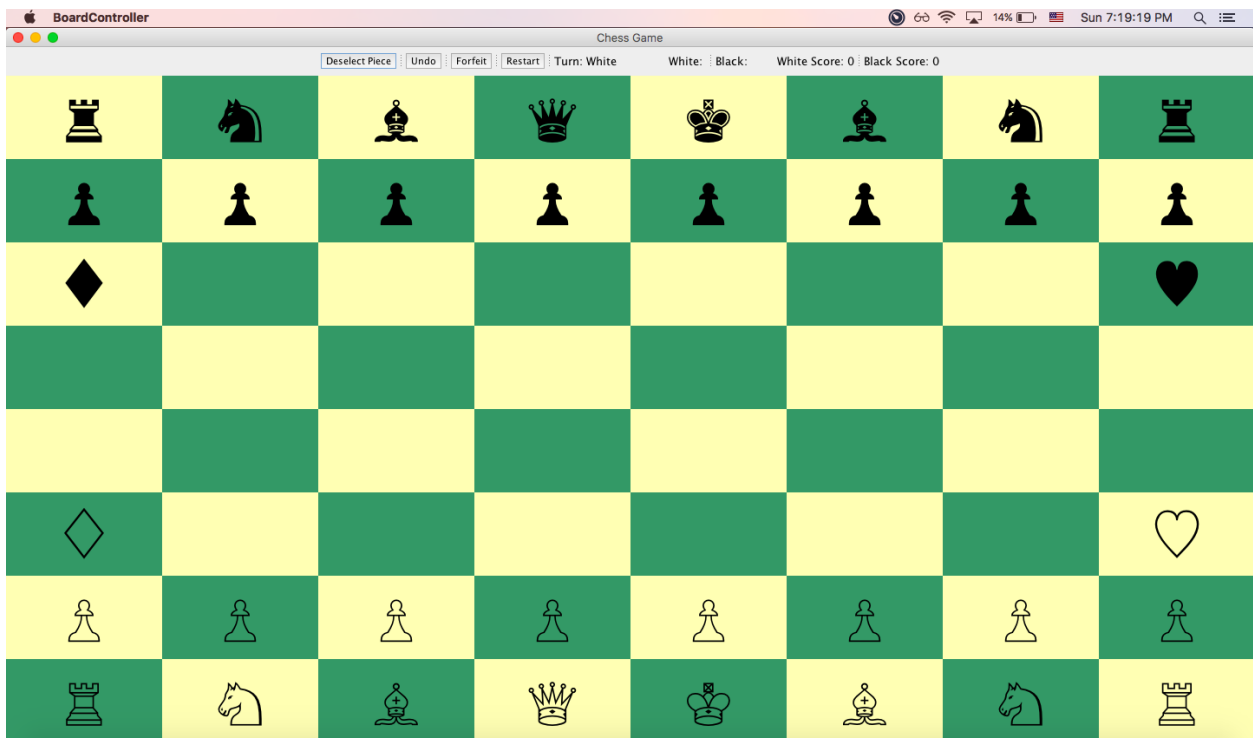 BoardController 14% Sun 7:19:19 PM
Chess Game
Deselect Piece Undo Forfeit Restart Turn: White White: Black: White Score: 0 Black Score: 0